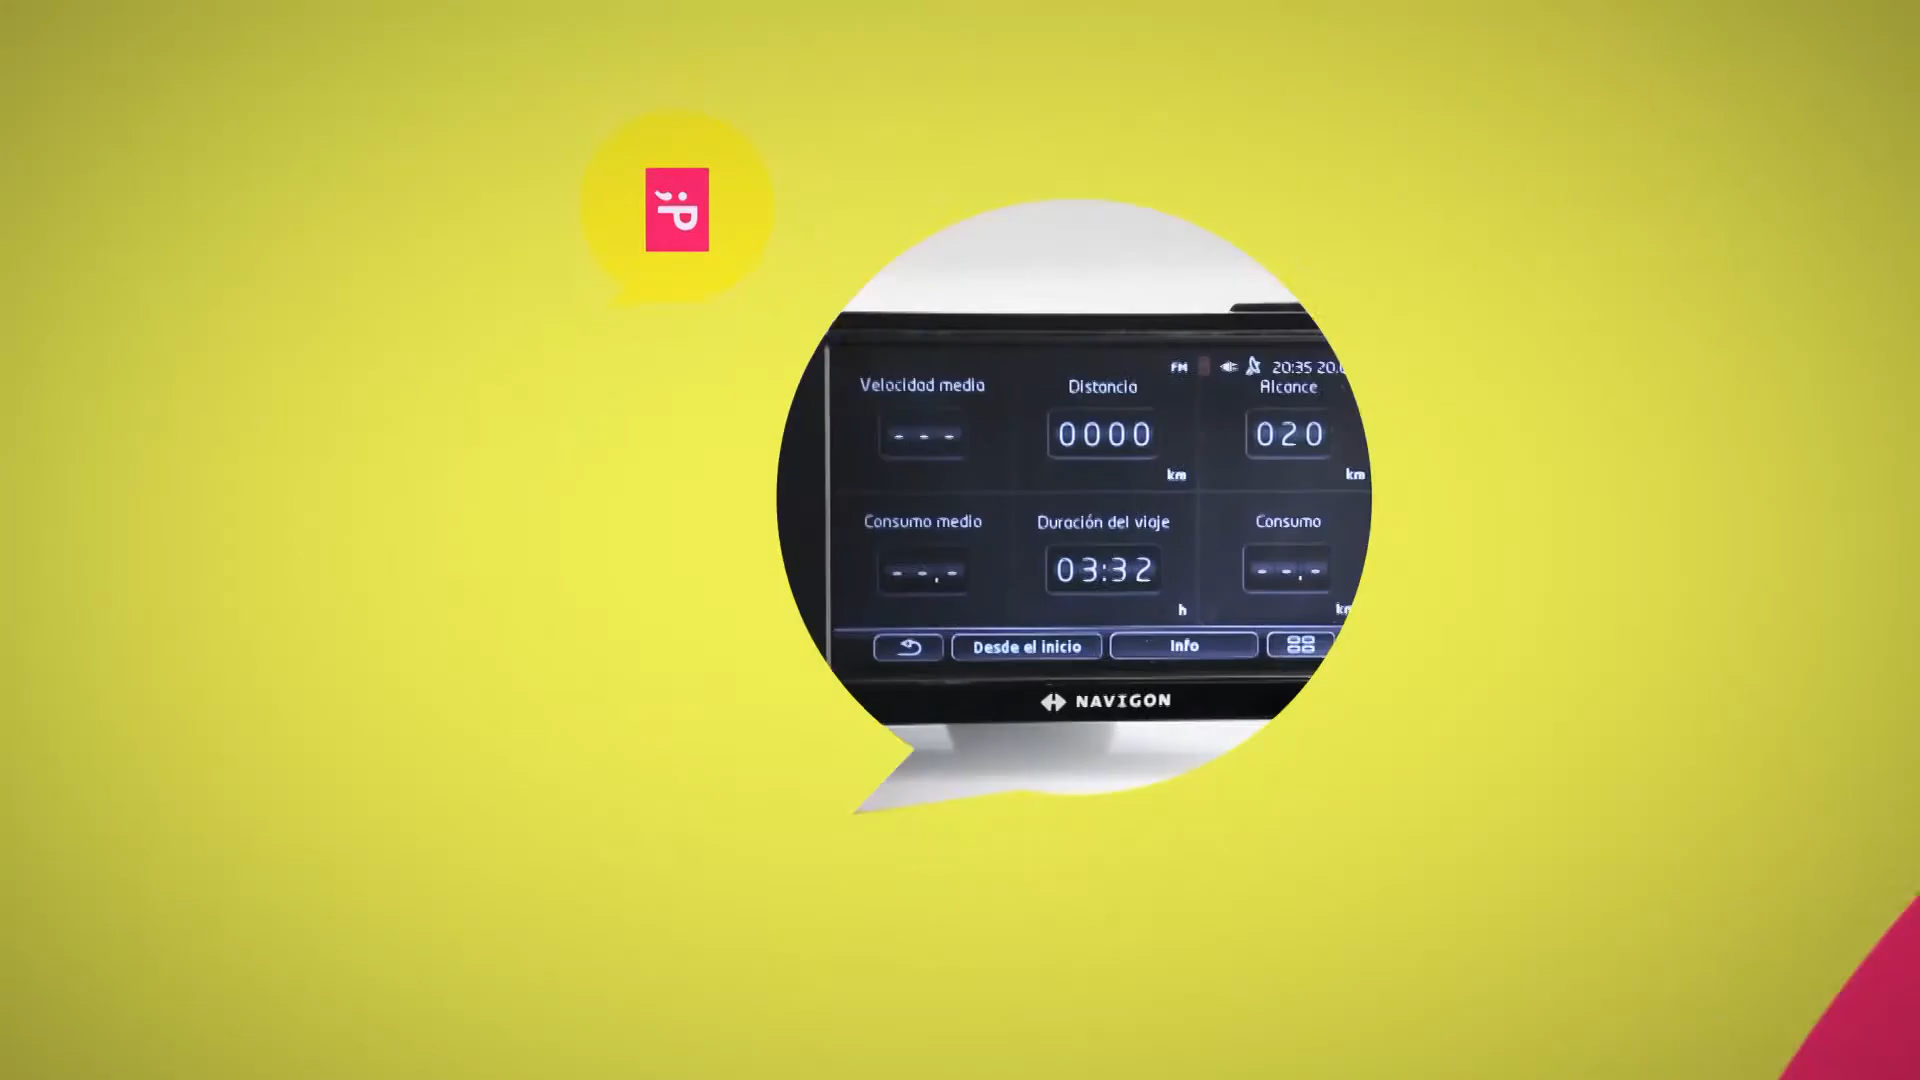 ;P
FM 20:35
Velocidad media Distancia Alcance
- - - 0000 020
km km
Consumo medio Duración del viaje Consumo
- -.- 03:32 - -.-
h
Desde el inicio Info
NAVIGON